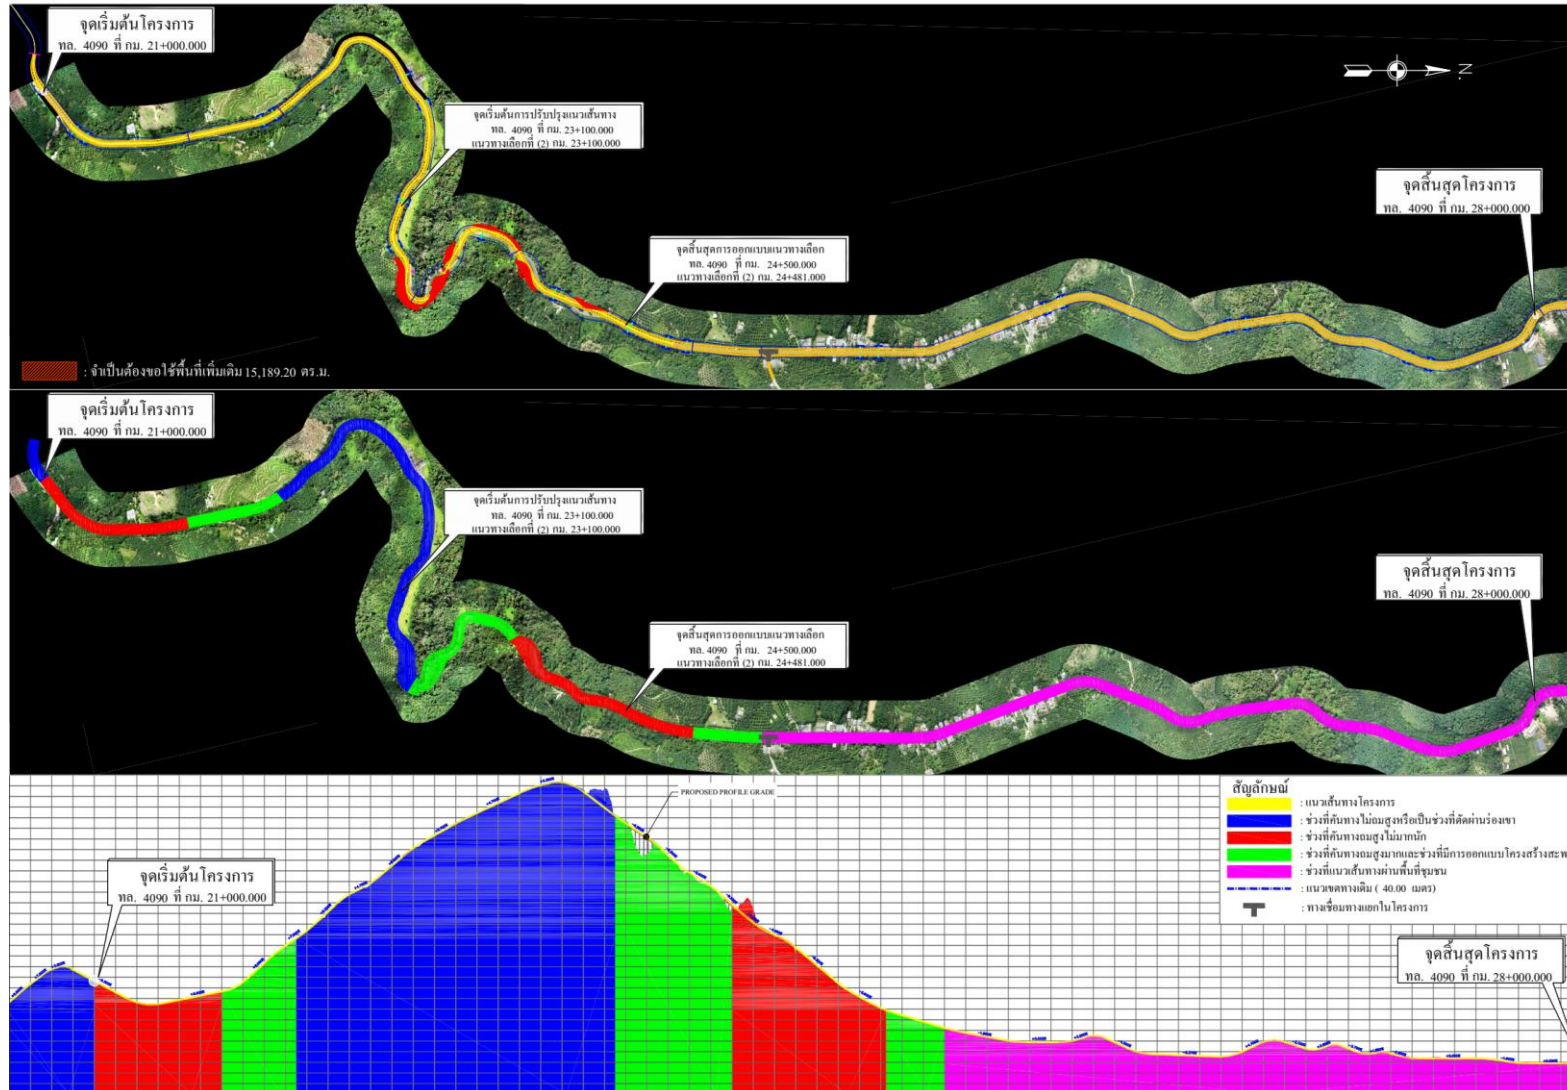 จุดเริ่มต้นโครงการ
ทล. 4090 ที่ กม. 21+000.000
จุดเริ่มต้นการปรับปรุงแนวเส้นทาง
ทล. 4090 ที่ กม. 23+100.000
แนวทางเลือกที่ (2) กม. 23+100.000
N
จุดสิ้นสุดโครงการ
ทล. 4090 ที่ กม. 28+000.000
จุดสิ้นสุดการออกแบบแนวทางเลือก
ทล. 4090 ที่ กม. 24+500.000
แนวทางเลือกที่ (2) กม. 24+481.000
: จำเป็นต้องขอใช้พื้นที่เพิ่มเติม 15,189.20 ตร.ม.
จุดเริ่มต้นโครงการ
ทล. 4090 ที่ กม. 21+000.000
จุดเริ่มต้นการปรับปรุงแนวเส้นทาง
ทล. 4090 ที่ กม. 23+100.000
แนวทางเลือกที่ (2) กม. 23+100.000
จุดสิ้นสุดโครงการ
ทล. 4090 ที่ กม. 28+000.000
จุดสิ้นสุดการออกแบบแนวทางเลือก
ทล. 4090 ที่ กม. 24+500.000
แนวทางเลือกที่ (2) กม. 24+481.000
PROPOSED PROFILE GRADE
จุดเริ่มต้นโครงการ
ทล. 4090 ที่ กม. 21+000.000
สัญลักษณ์
: แนวเส้นทางโครงการ
: ช่วงที่คันทางไม่ถมสูงหรือเป็นช่วงที่ตัดผ่านร่องเขา
: ช่วงที่คันทางถมสูงไม่มากนัก
: ช่วงที่คันทางถมสูงมากและช่วงที่มีการออกแบบโครงสร้างสะพ
: ช่วงที่แนวเส้นทางผ่านพื้นที่ชุมชน
: แนวเขตทางเดิม ( 40.00 เมตร)
: ทางเชื่อมทางแยกในโครงการ
จุดสิ้นสุดโครงการ
ทล. 4090 ที่ กม. 28+000.000